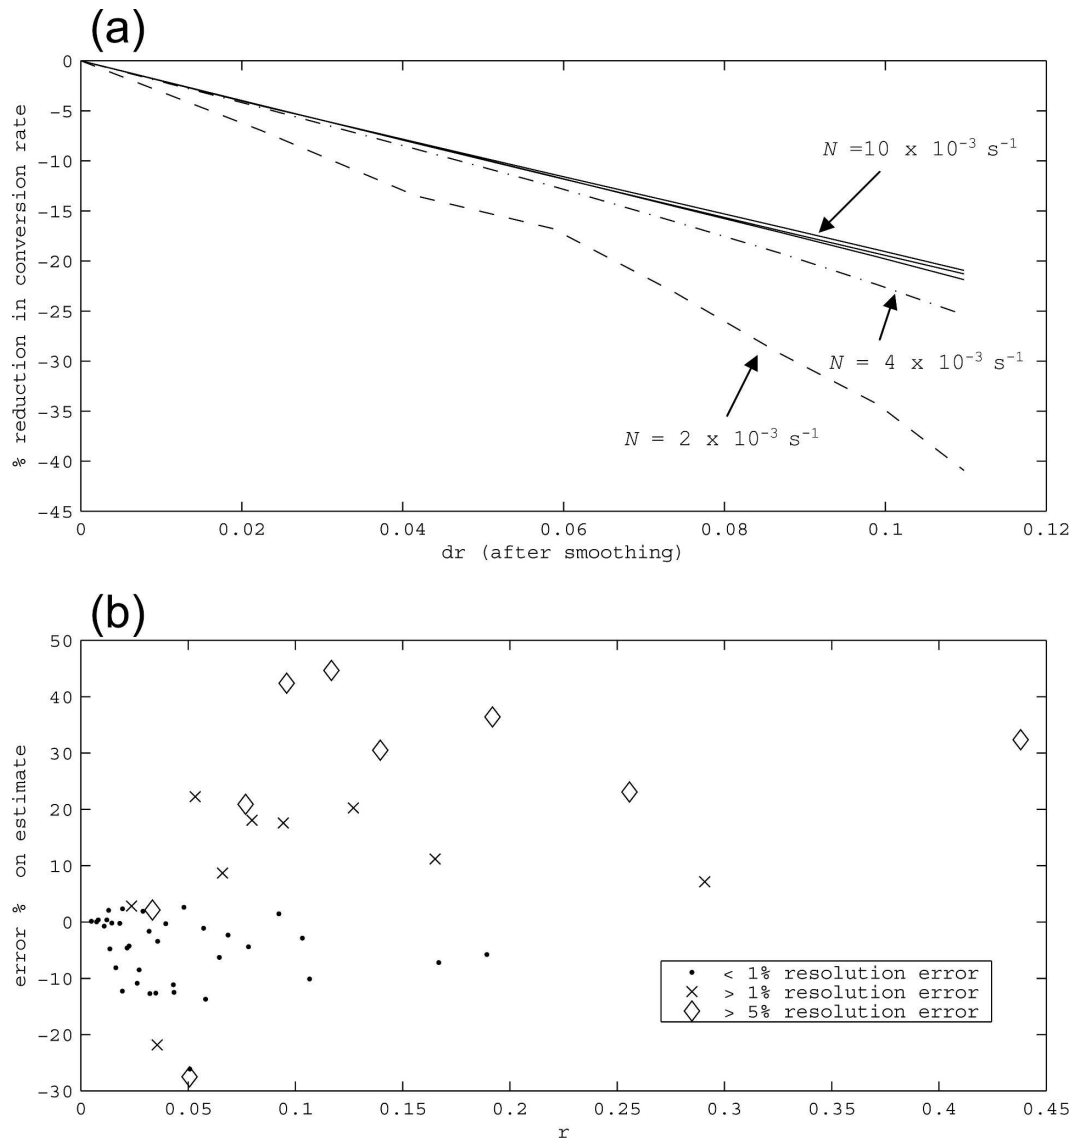 (a)
0
-5
-10
-15
-20
-25
-30
-35
-40
-45
% reduction in conversion rate
N =10 x 10⁻³ s⁻¹
N = 4 x 10⁻³ s⁻¹
N = 2 x 10⁻³ s⁻¹
0 0.02 0.04 0.06 0.08 0.1 0.12
dr (after smoothing)
(b)
50
40
30
20
10
0
-10
-20
-30
error % on estimate
< 1% resolution error
> 1% resolution error
> 5% resolution error
0 0.05 0.1 0.15 0.2 0.25 0.3 0.35 0.4 0.45
r